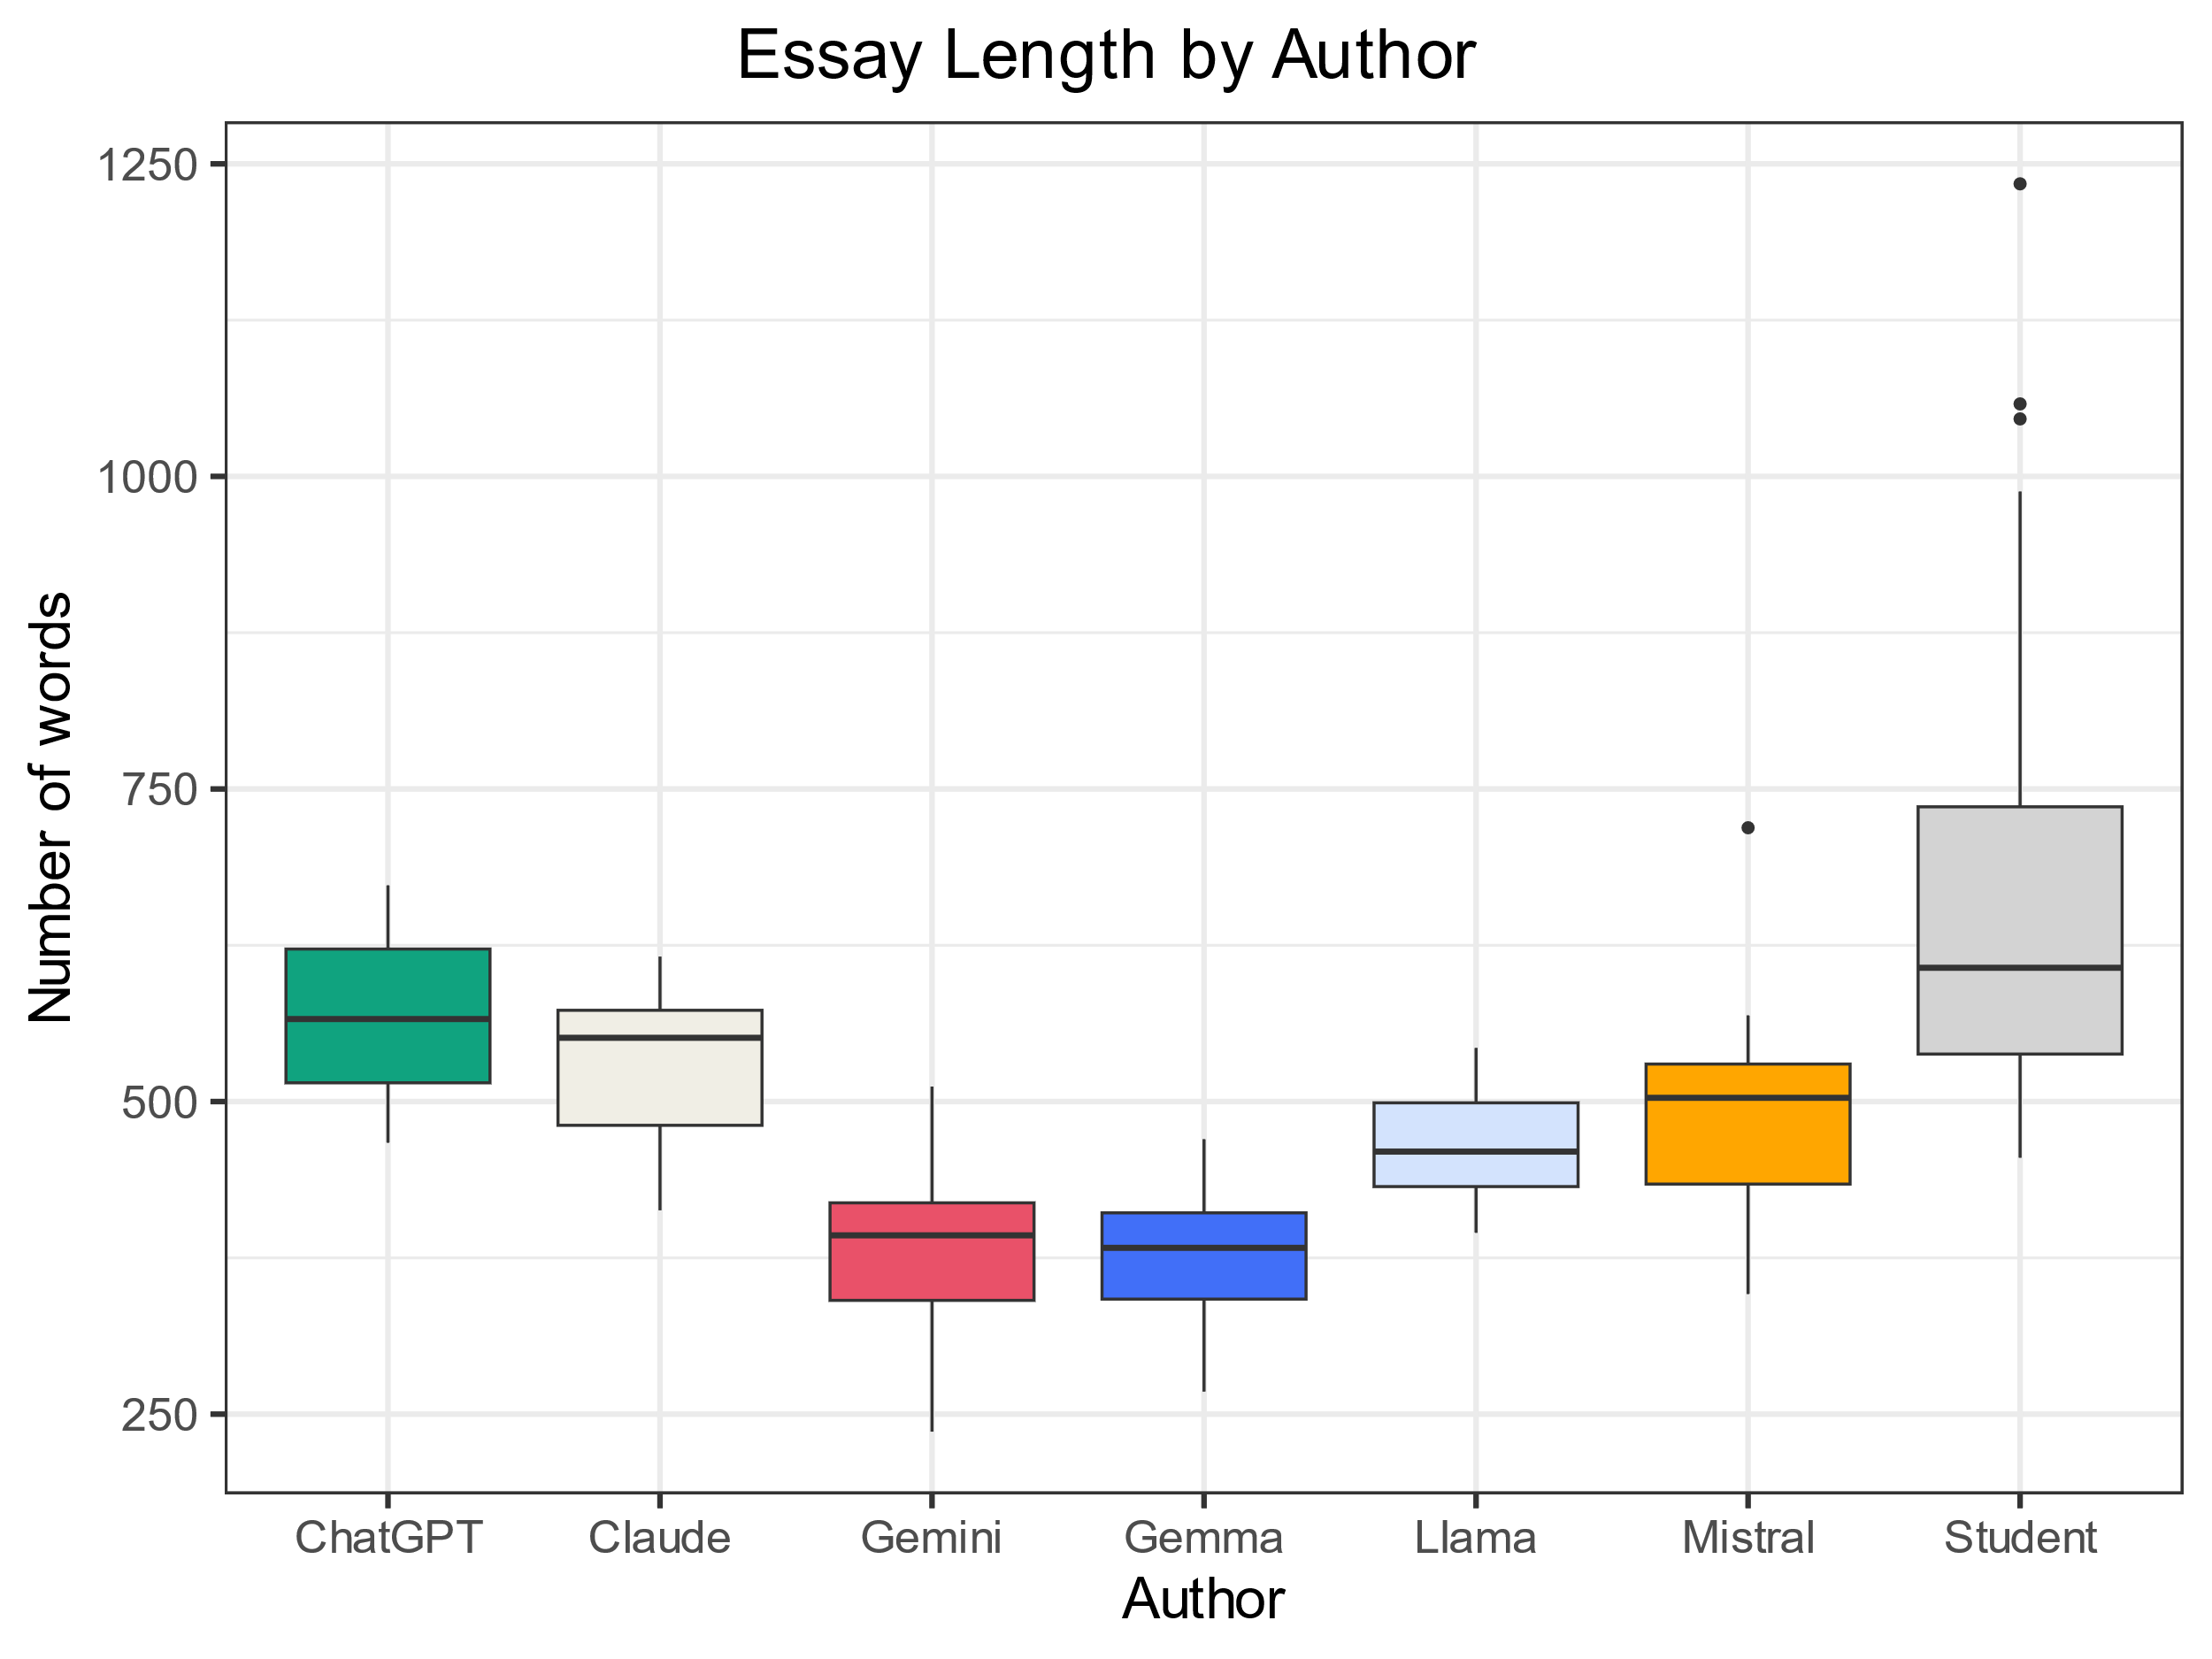 Essay Length by Author
Number of words
1250
1000
750
500
250
ChatGPT Claude Gemini Gemma Llama Mistral Student
Author